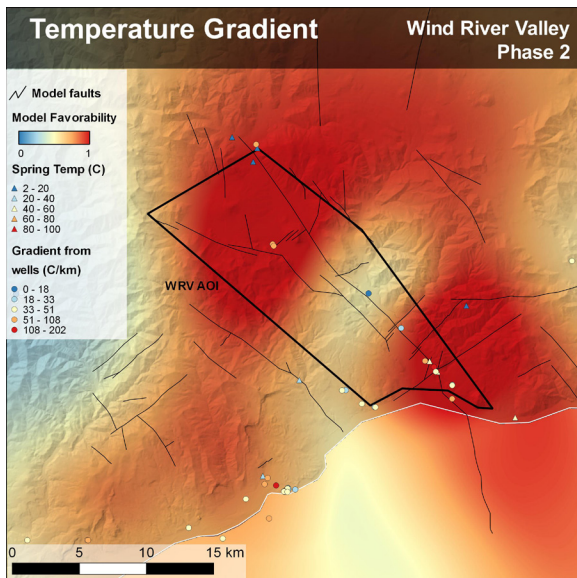 Temperature Gradient
Wind River Valley
Phase 2
Model faults
Model Favorability
0 1
Spring Temp (C)
2 - 20
20 - 40
40 - 60
60 - 80
80 - 100
Gradient from
wells (C/km)
0 - 18
18 - 33
33 - 51
51 - 108
108 - 202
WRV AOI
0 5 10 15 km